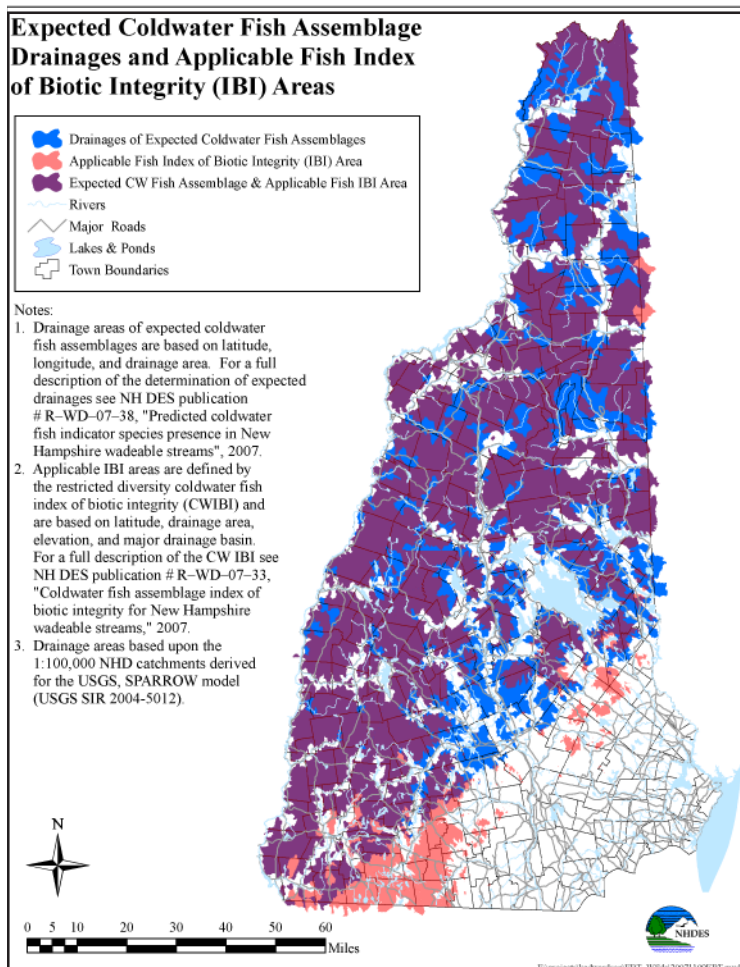 Expected Coldwater Fish Assemblage
Drainages and Applicable Fish Index
of Biotic Integrity (IBI) Areas
Drainages of Expected Coldwater Fish Assemblages
Applicable Fish Index of Biotic Integrity (IBI) Area
Expected CW Fish Assemblage & Applicable Fish IBI Area
Rivers
Major Roads
Lakes & Ponds
Town Boundaries
Notes:
1. Drainage areas of expected coldwater
fish assemblages are based on latitude,
longitude, and drainage area. For a full
description of the determination of expected
drainages see NH DES publication
# R–WD–07–38, "Predicted coldwater
fish indicator species presence in New
Hampshire wadeable streams", 2007.
2. Applicable IBI areas are defined by
the restricted diversity coldwater fish
index of biotic integrity (CWIBI) and
are based on latitude, drainage area,
elevation, and major drainage basin.
For a full description of the CW IBI see
NH DES publication # R–WD–07–33,
"Coldwater fish assemblage index of
biotic integrity for New Hampshire
wadeable streams," 2007.
3. Drainage areas based upon the
1:100,000 NHD catchments derived
for the USGS, SPARROW model
(USGS SIR 2004-5012).
N
0 5 10 20 30 40 50 60
Miles
NHDES